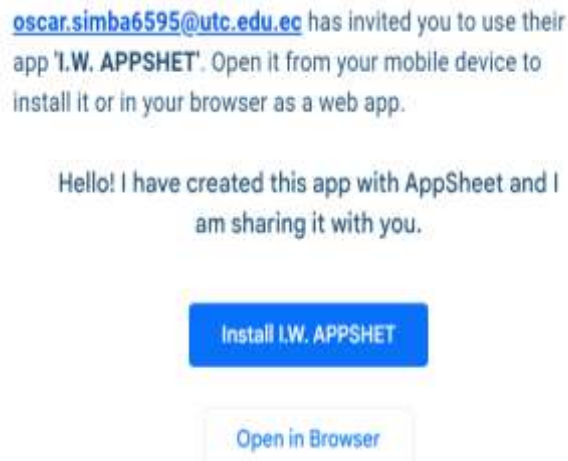 oscar.simba6595@utc.edu.ec has invited you to use their
app 'I.W. APPSHET'. Open it from your mobile device to
install it or in your browser as a web app.
Hello! I have created this app with AppSheet and I
am sharing it with you.
Install I.W. APPSHET
Open in Browser